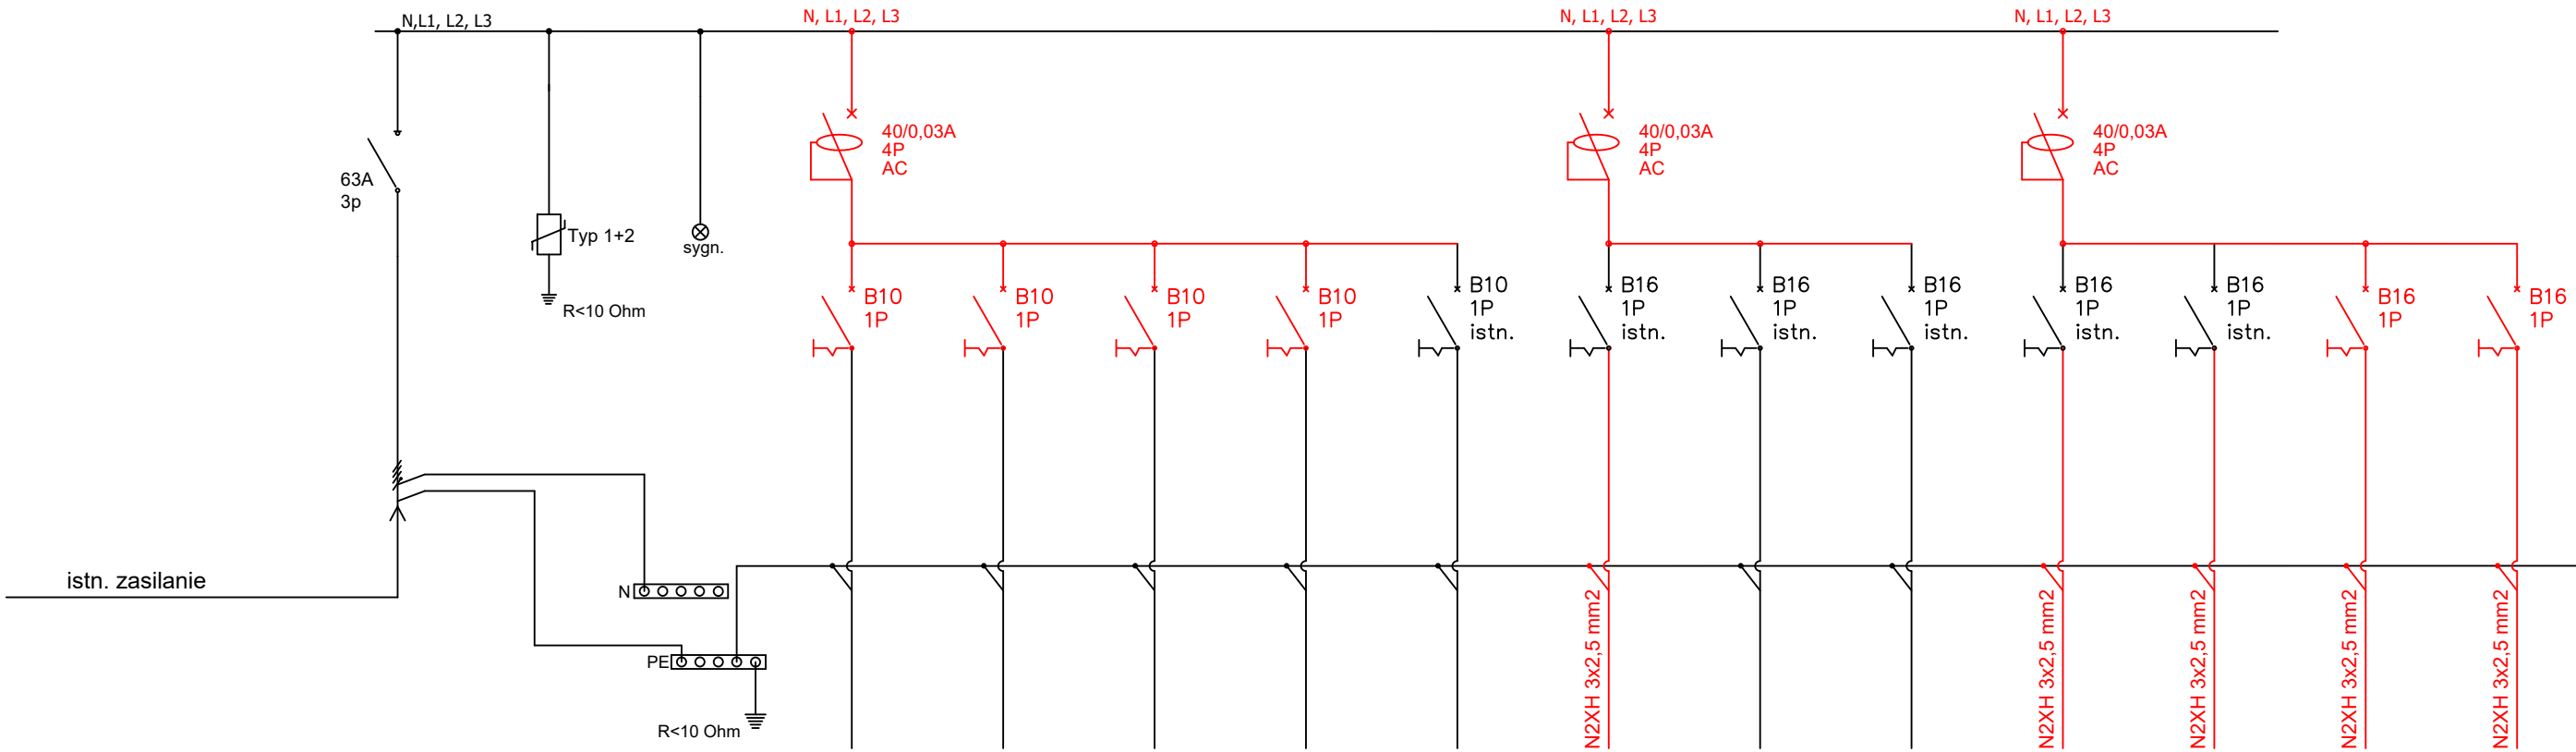 N,L1, L2, L3
N, L1, L2, L3
N, L1, L2, L3
N, L1, L2, L3
63A
3p
Typ 1+2
R<10 Ohm
sygn.
40/0,03A
4P
AC
40/0,03A
4P
AC
40/0,03A
4P
AC
B10
1P
B10
1P
B10
1P
B10
1P
B10
1P
istn.
B16
1P
istn.
B16
1P
istn.
B16
1P
istn.
B16
1P
istn.
B16
1P
istn.
B16
1P
B16
1P
istn. zasilanie
N
PE
R<10 Ohm
N2XH 3x2,5 mm2
N2XH 3x2,5 mm2
N2XH 3x2,5 mm2
N2XH 3x2,5 mm2
N2XH 3x2,5 mm2